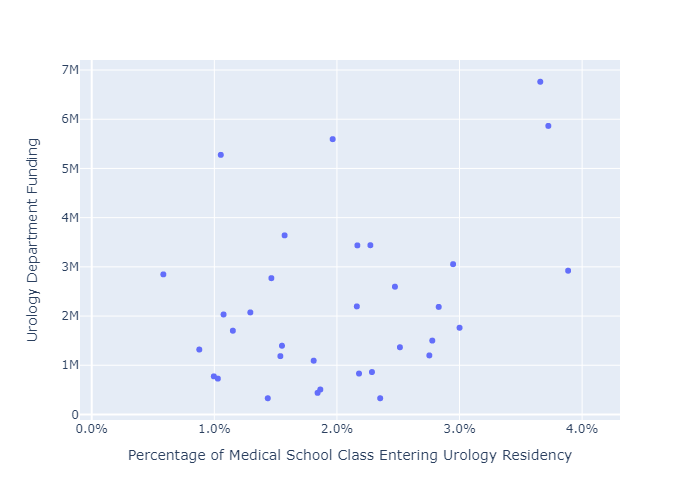 7M
6M
5M
4M
3M
2M
1M
0
Urology Department Funding
0.0% 1.0% 2.0% 3.0% 4.0%
Percentage of Medical School Class Entering Urology Residency